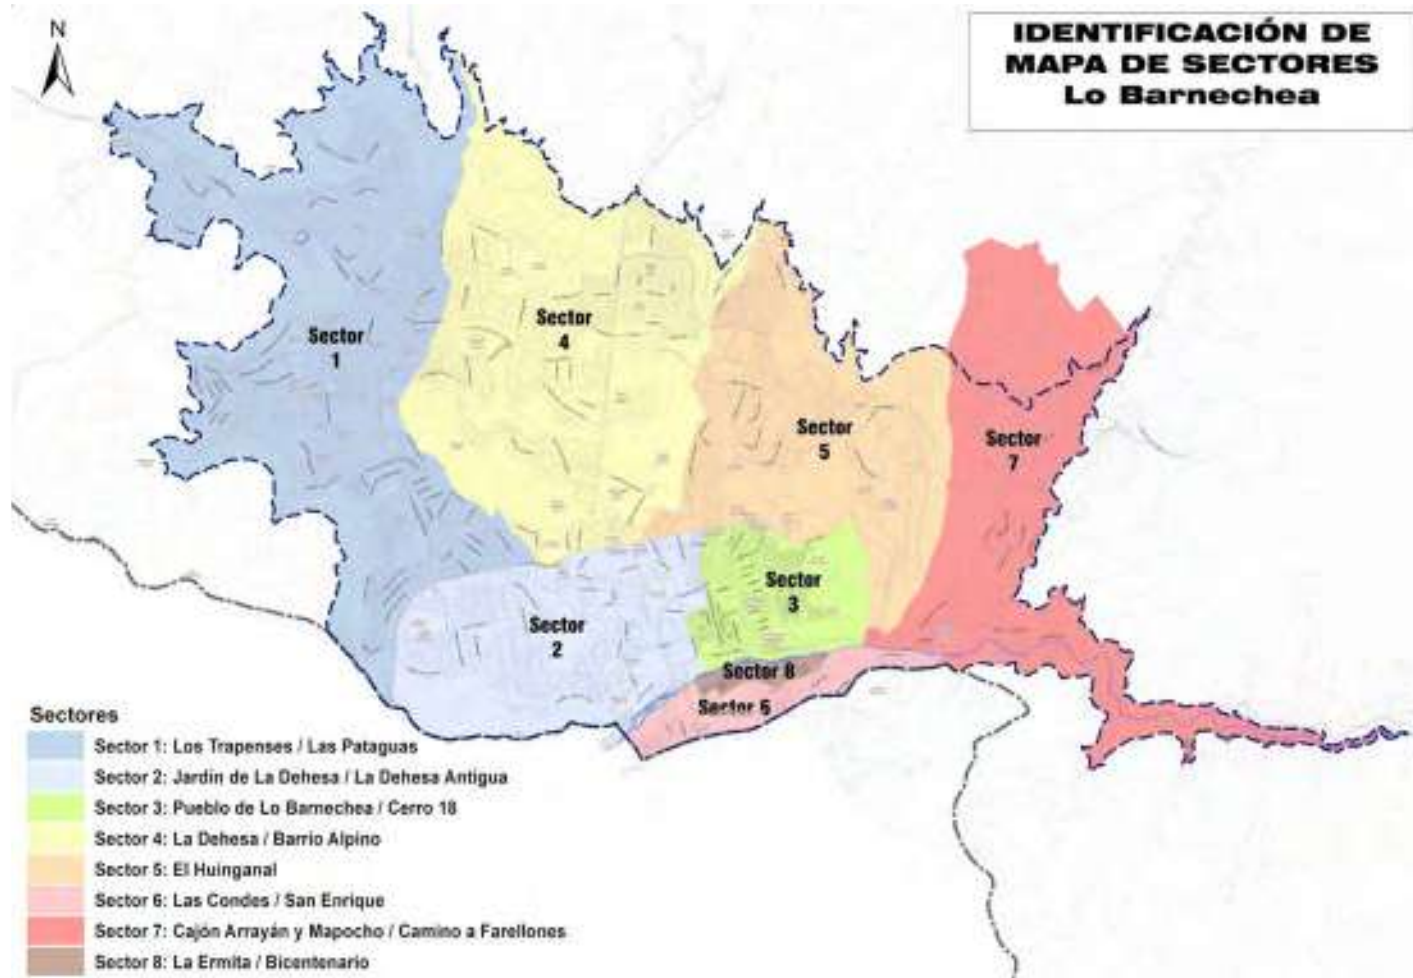 N
IDENTIFICACIÓN DE
MAPA DE SECTORES
Lo Barnechea
Sector
1
Sector
4
Sector
5
Sector
7
Sector
3
Sector
2
Sector 8
Sector 6
Sectores
Sector 1: Los Trapenses / Las Pataguas
Sector 2: Jardín de La Dehesa / La Dehesa Antigua
Sector 3: Pueblo de Lo Barnechea / Cerro 18
Sector 4: La Dehesa / Barrio Alpino
Sector 5: El Huinganal
Sector 6: Las Condes / San Enrique
Sector 7: Cajón Arrayán y Mapocho / Camino a Farellones
Sector 8: La Ermita / Bicentenario